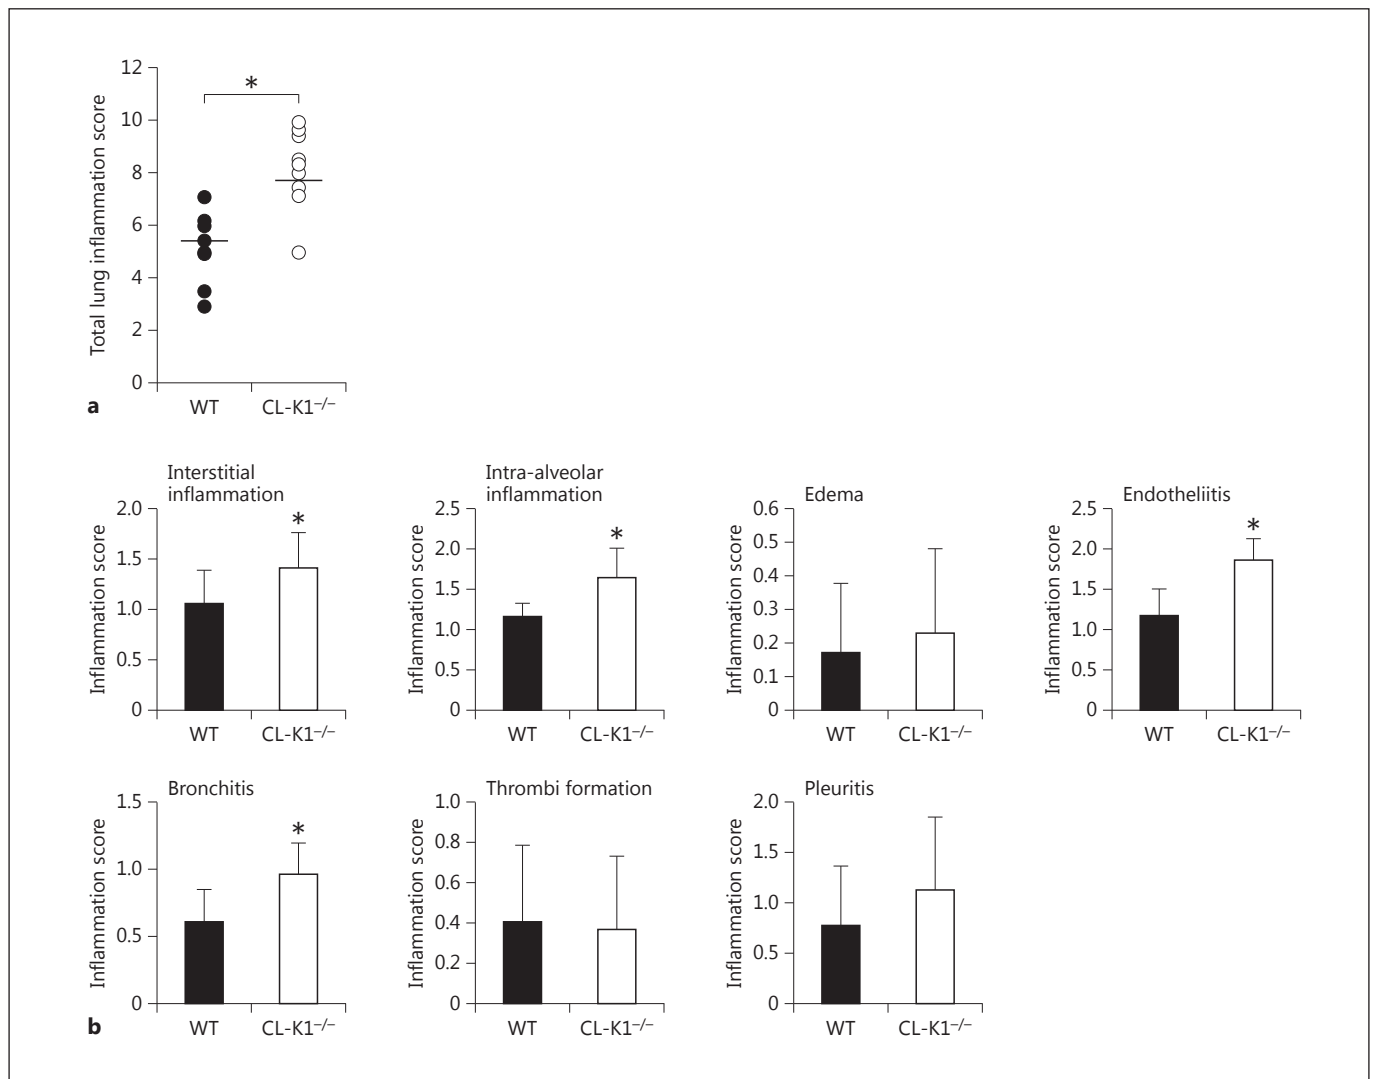 12
10
8
6
4
2
0
Total lung inflammation score
*
WT CL-K1–/–
a
Interstitial
inflammation
2.0
1.5
1.0
0.5
0
Inflammation score
*
WT CL-K1–/–
Intra-alveolar
inflammation
2.5
2.0
1.5
1.0
0.5
0
Inflammation score
*
WT CL-K1–/–
Edema
0.6
0.5
0.4
0.3
0.2
0.1
0
Inflammation score
WT CL-K1–/–
Endotheliitis
2.5
2.0
1.5
1.0
0.5
0
Inflammation score
*
WT CL-K1–/–
Bronchitis
1.5
1.0
0.5
0
Inflammation score
*
WT CL-K1–/–
b
Thrombi formation
1.0
0.8
0.6
0.4
0.2
0
Inflammation score
WT CL-K1–/–
Pleuritis
2.0
1.5
1.0
0.5
0
Inflammation score
WT CL-K1–/–